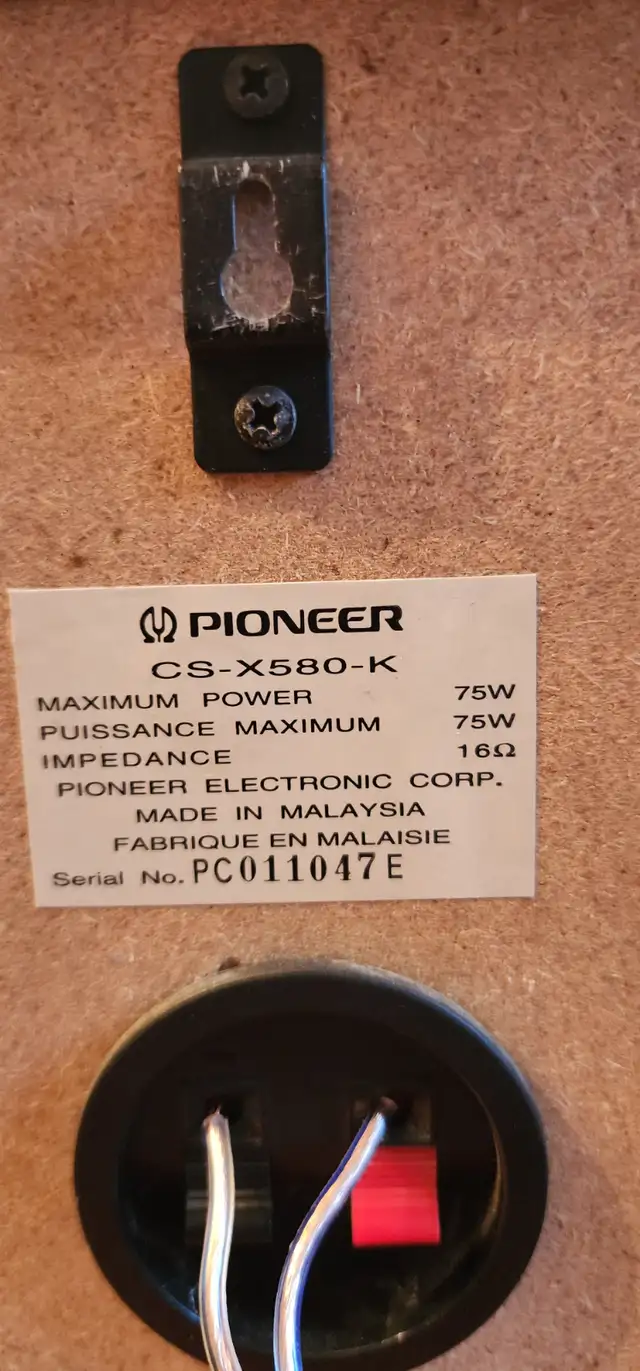 PIONEER
CS-X580-K
MAXIMUM POWER 75W
PUISSANCE MAXIMUM 75W
IMPEDANCE 16Ω
PIONEER ELECTRONIC CORP.
MADE IN MALAYSIA
FABRIQUE EN MALAISIE
Serial No. PC011047E